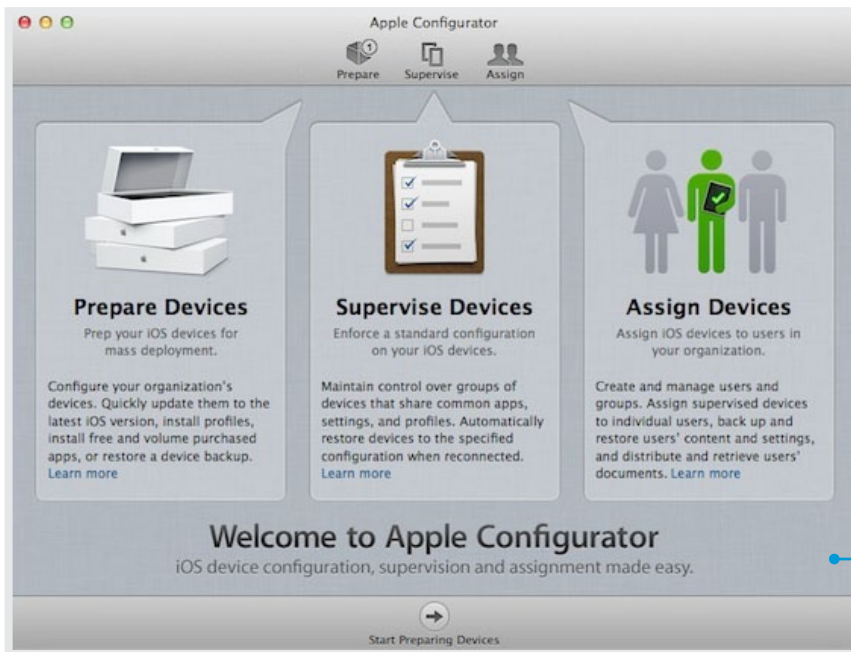 Apple Configurator
1
Prepare
Supervise
Assign
Prepare Devices
Prep your iOS devices for
mass deployment.
Configure your organization's
devices. Quickly update them to the
latest iOS version, install profiles,
install free and volume purchased
apps, or restore a device backup.
Learn more
Supervise Devices
Enforce a standard configuration
on your iOS devices.
Maintain control over groups of
devices that share common apps,
settings, and profiles. Automatically
restore devices to the specified
configuration when reconnected.
Learn more
Assign Devices
Assign iOS devices to users in
your organization.
Create and manage users and
groups. Assign supervised devices
to individual users, back up and
restore users' content and settings,
and distribute and retrieve users'
documents. Learn more
Welcome to Apple Configurator
iOS device configuration, supervision and assignment made easy.
Start Preparing Devices